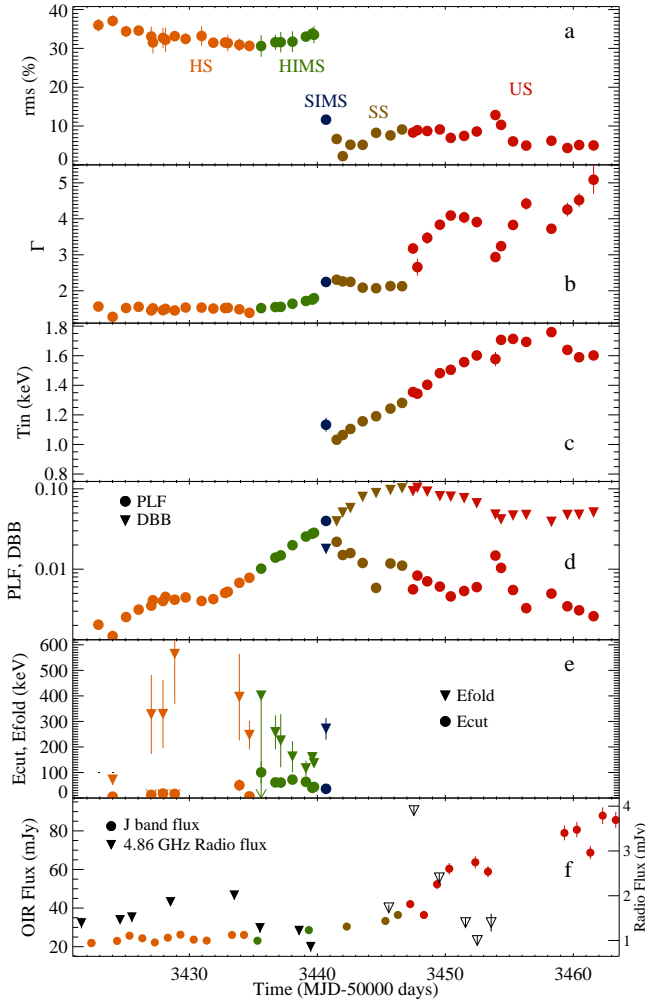 40
30
20
10
0
rms (%)
a
HS
HIMS
SIMS
SS
US
5
4
3
2
Γ
b
1.8
1.6
1.4
1.2
1.0
0.8
Tin (keV)
c
0.10
0.01
PLF, DBB
PLF
DBB
d
600
500
400
300
200
100
0
Ecut, Efold (keV)
e
Efold
Ecut
80
60
40
20
OIR Flux (mJy)
J band flux
4.86 GHz Radio flux
f
4
3
2
1
Radio Flux (mJy)
3430
3440
3450
3460
Time (MJD-50000 days)